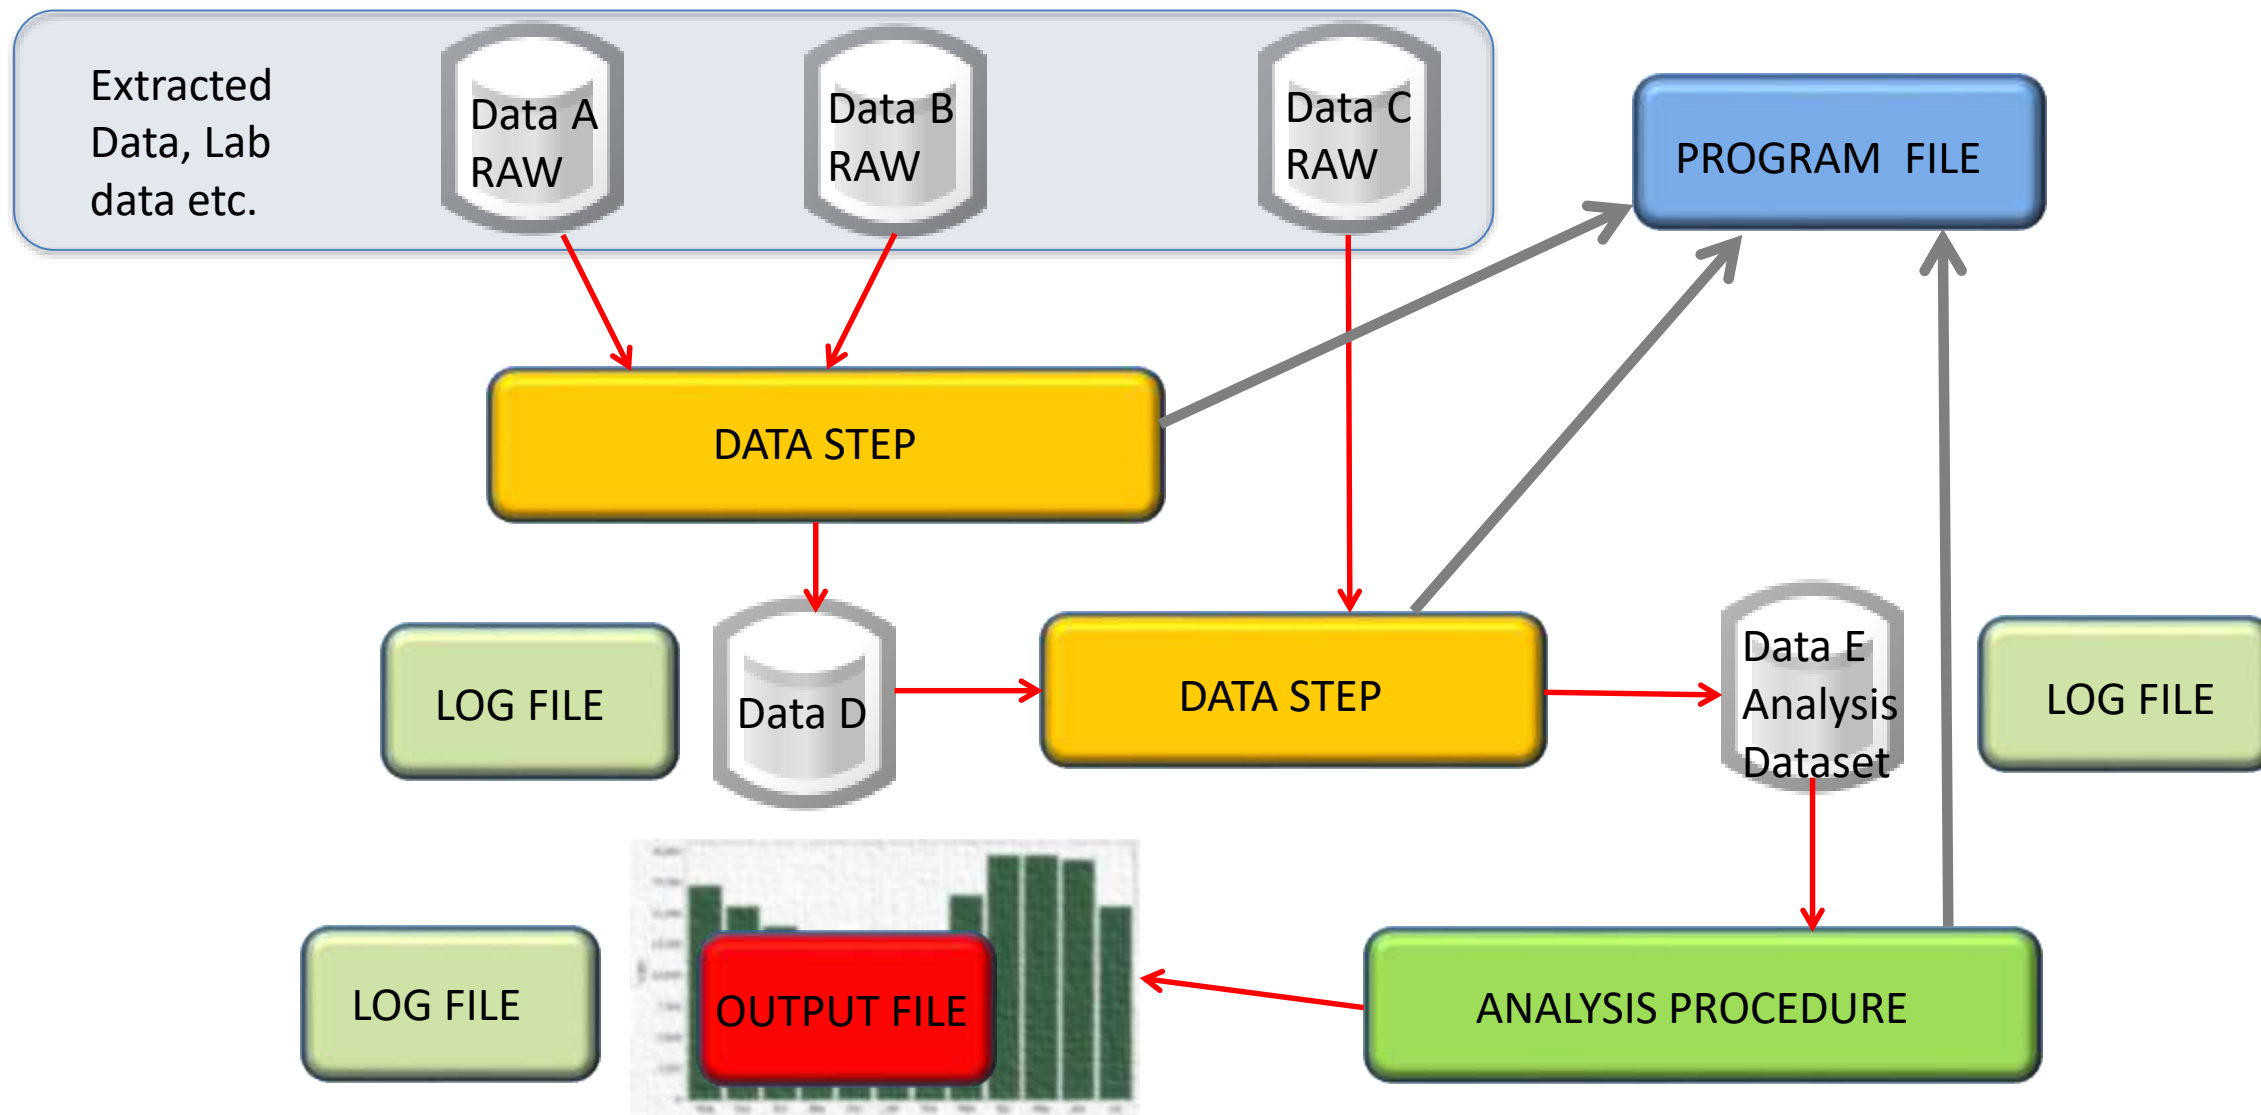 Extracted
Data, Lab
data etc.
Data A
RAW
Data B
RAW
Data C
RAW
PROGRAM  FILE
DATA STEP
LOG FILE
Data D
DATA STEP
Data E
Analysis
Dataset
LOG FILE
LOG FILE
OUTPUT FILE
ANALYSIS PROCEDURE